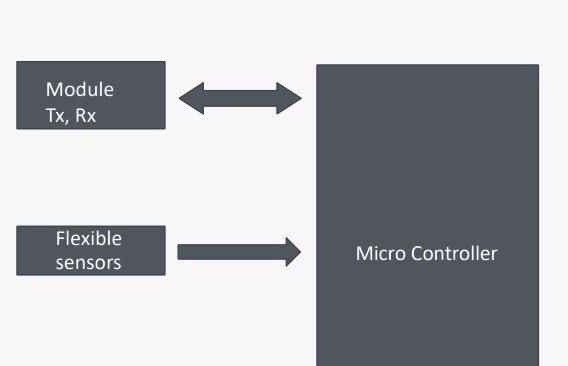 Module
Tx, Rx
Flexible
sensors
Micro Controller